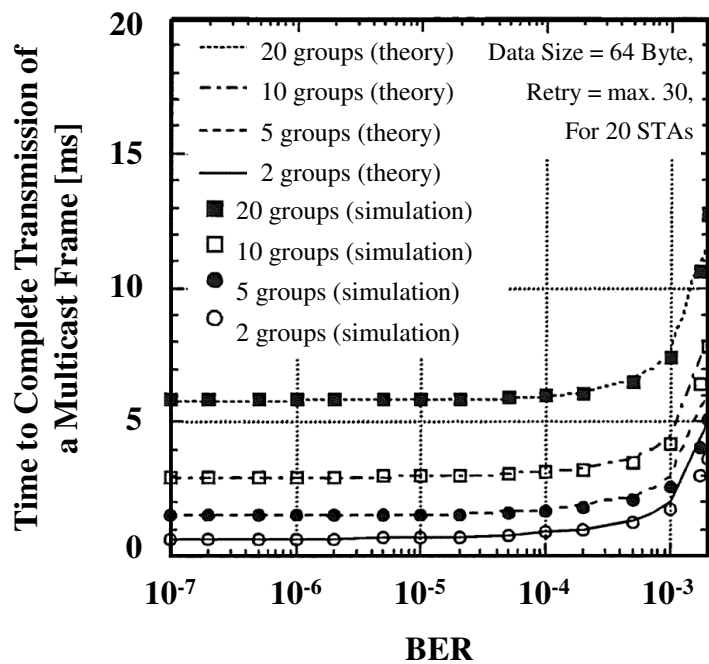 Time to Complete Transmission of
a Multicast Frame [ms]
20
15
10
5
0
20 groups (theory)
10 groups (theory)
5 groups (theory)
2 groups (theory)
20 groups (simulation)
10 groups (simulation)
5 groups (simulation)
2 groups (simulation)
Data Size = 64 Byte,
Retry = max. 30,
For 20 STAs
10-7 10-6 10-5 10-4 10-3
BER